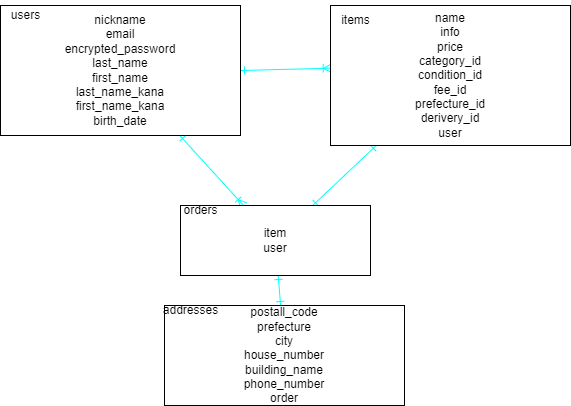 users
nickname
email
encrypted_password
last_name
first_name
last_name_kana
first_name_kana
birth_date
items
name
info
price
category_id
condition_id
fee_id
prefecture_id
derivery_id
user
orders
item
user
addresses
postall_code
prefecture
city
house_number
building_name
phone_number
order